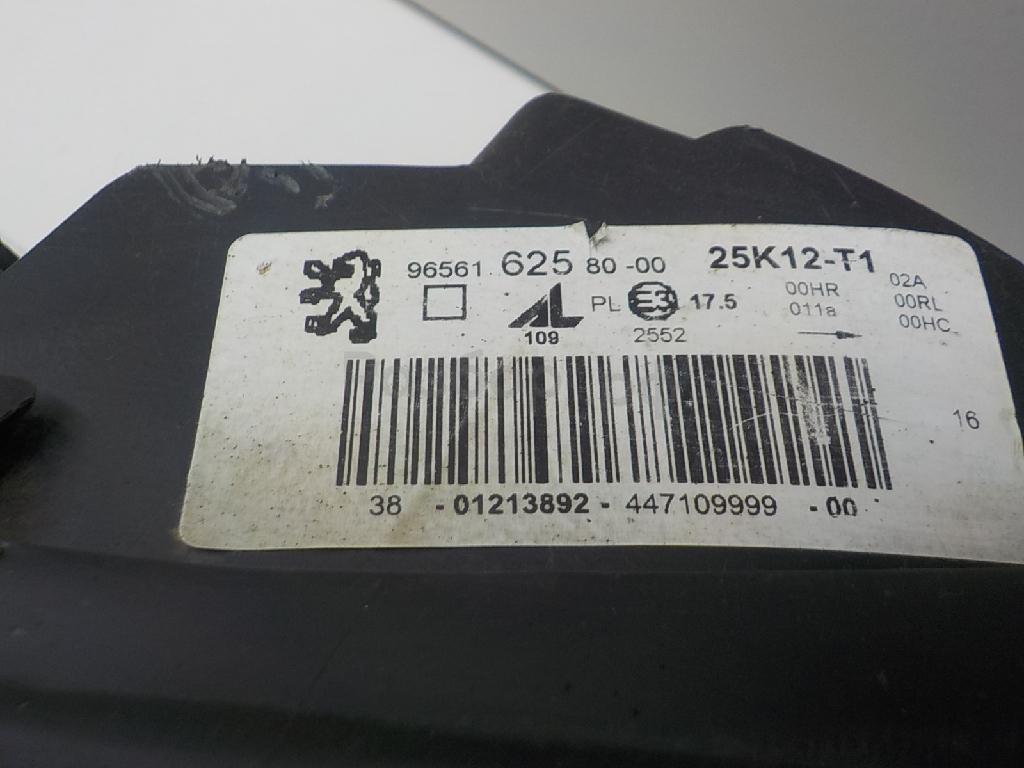 96561 625 80 -00 25K12-T1
02A
00HR
PL E3 17.5 011a 00RL
00HC
109 2552
16
38 - 01213892 - 447109999 - 00